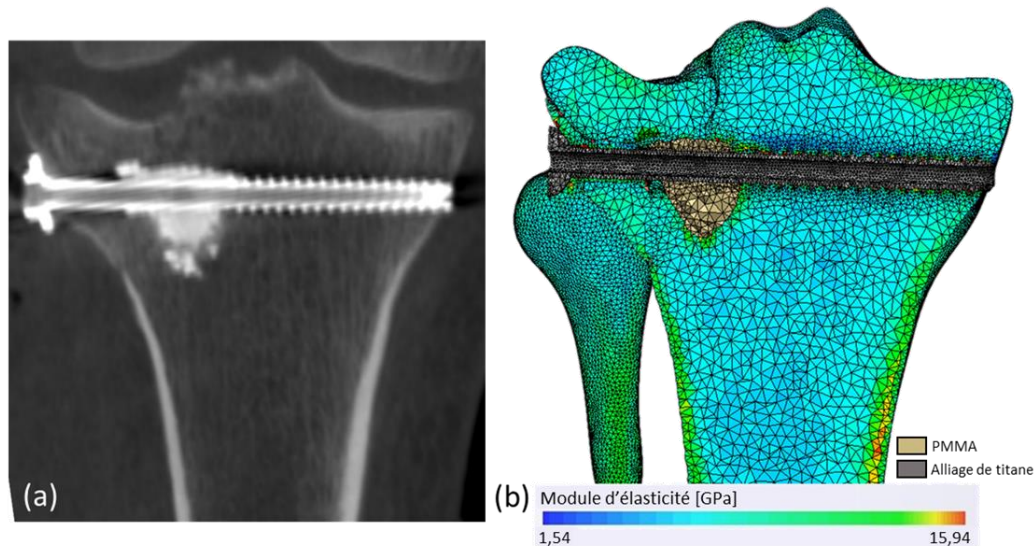 (a)
PMMA
Alliage de titane
(b)
Module d'élasticité [GPa]
1,54
15,94